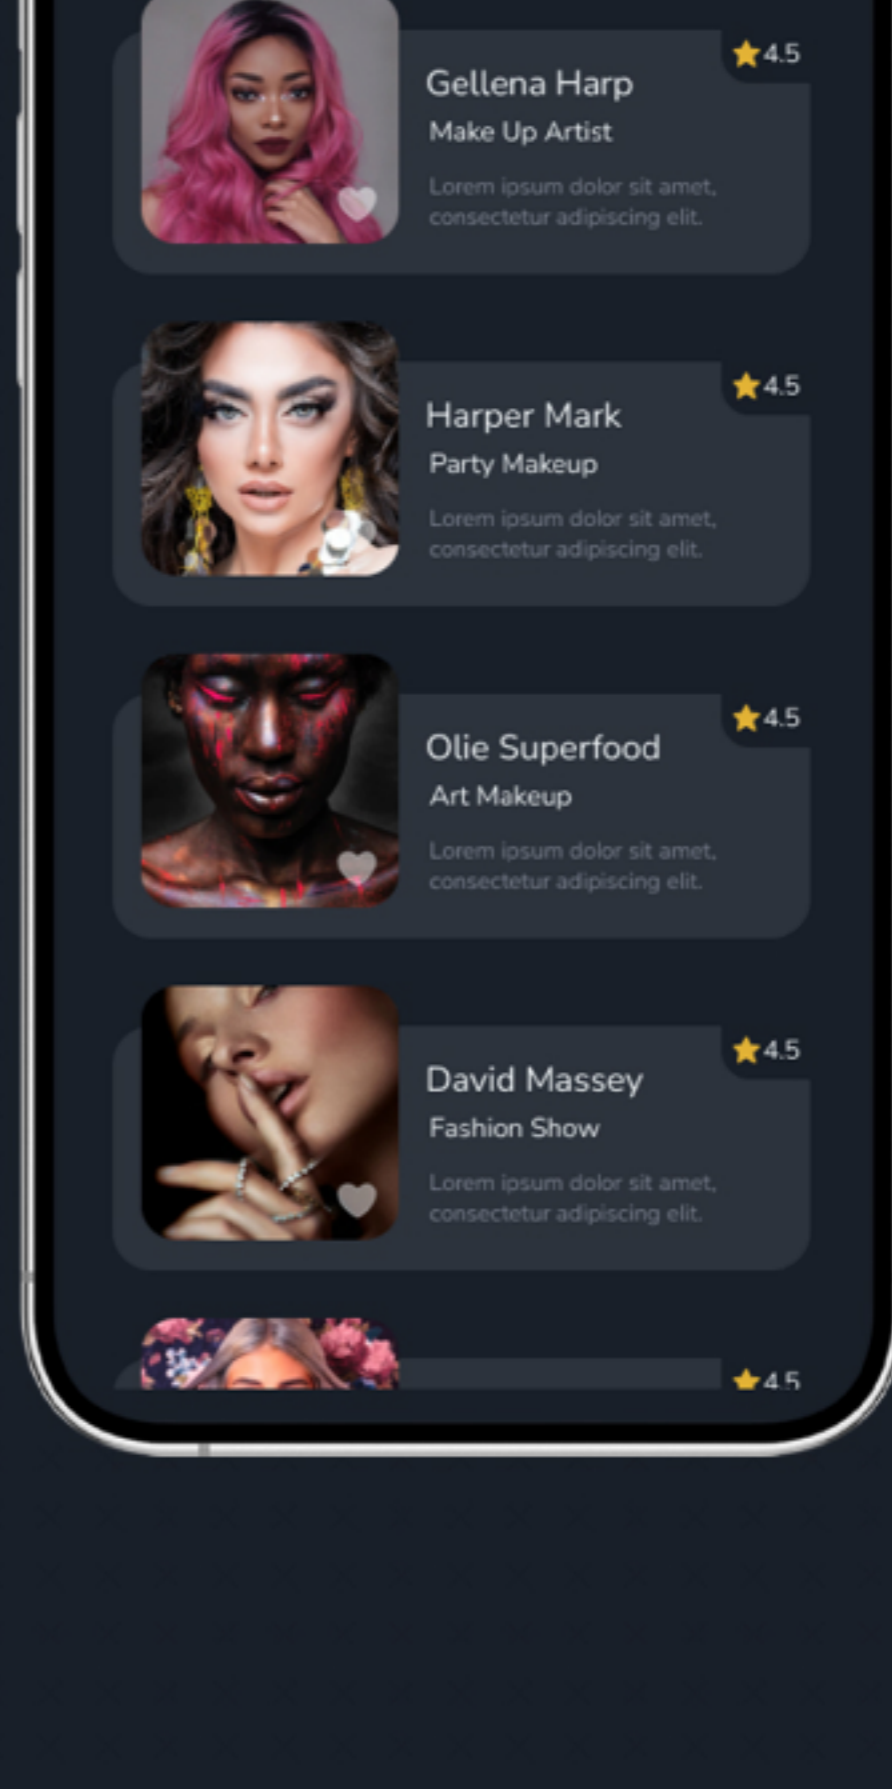 4.5
Gellena Harp
Make Up Artist
Lorem ipsum dolor sit amet,
consectetur adipiscing elit.
4.5
Harper Mark
Party Makeup
Lorem ipsum dolor sit amet,
consectetur adipiscing elit.
4.5
Olie Superfood
Art Makeup
Lorem ipsum dolor sit amet,
consectetur adipiscing elit.
4.5
David Massey
Fashion Show
Lorem ipsum dolor sit amet,
consectetur adipiscing elit.
4.5